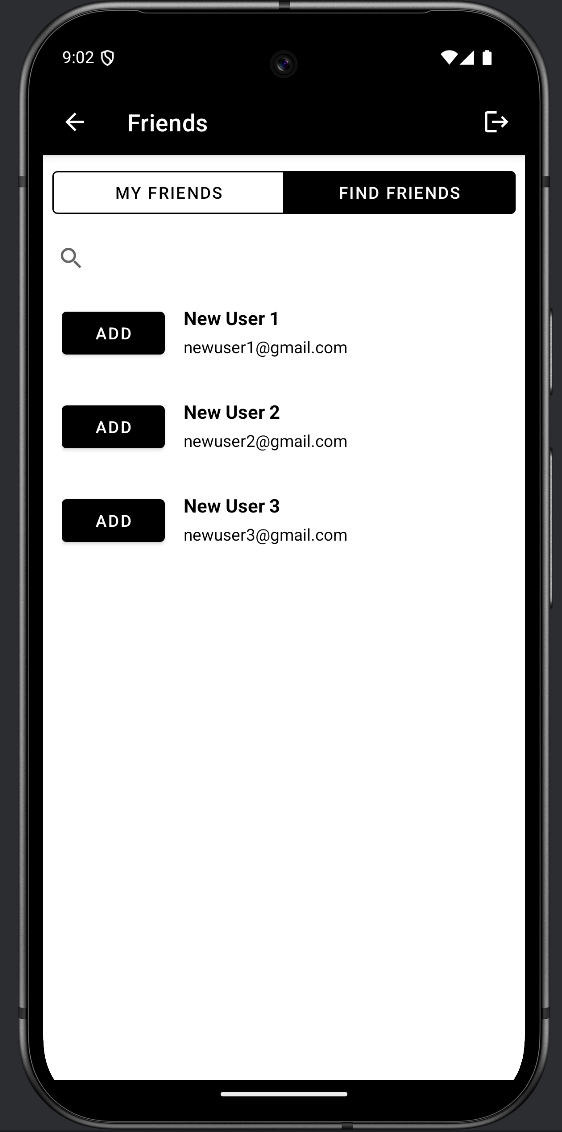 9:02
Friends
MY FRIENDS FIND FRIENDS
ADD New User 1
newuser1@gmail.com
ADD New User 2
newuser2@gmail.com
ADD New User 3
newuser3@gmail.com